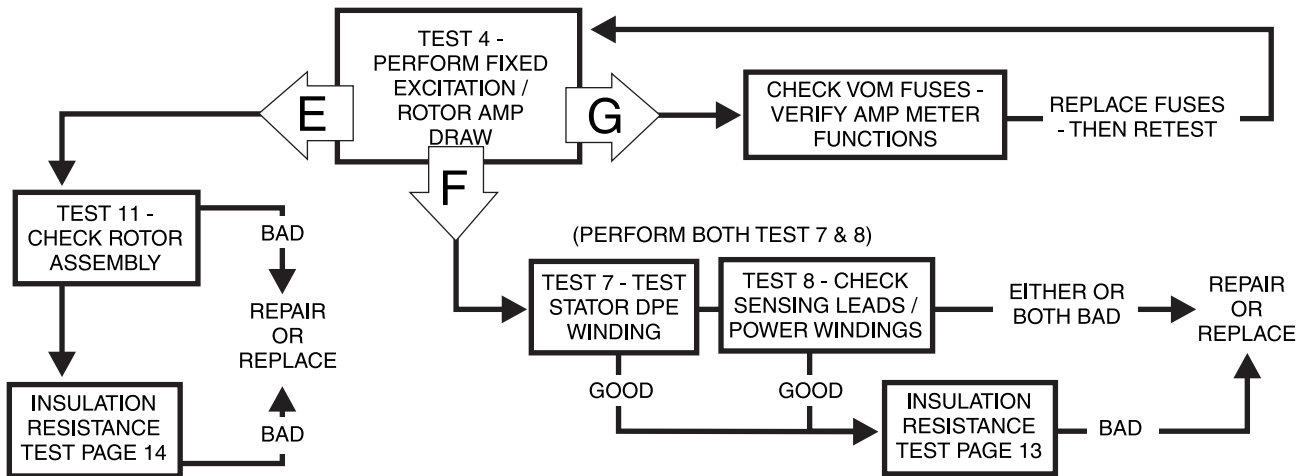 TEST 4 -
PERFORM FIXED
EXCITATION /
ROTOR AMP
DRAW
E
G
F
CHECK VOM FUSES -
VERIFY AMP METER
FUNCTIONS
REPLACE FUSES
- THEN RETEST
TEST 11 -
CHECK ROTOR
ASSEMBLY
BAD
REPAIR
OR
REPLACE
BAD
INSULATION
RESISTANCE
TEST PAGE 14
(PERFORM BOTH TEST 7 & 8)
TEST 7 - TEST
STATOR DPE
WINDING
TEST 8 - CHECK
SENSING LEADS /
POWER WINDINGS
EITHER OR
BOTH BAD
REPAIR
OR
REPLACE
GOOD
GOOD
INSULATION
RESISTANCE
TEST PAGE 13
BAD